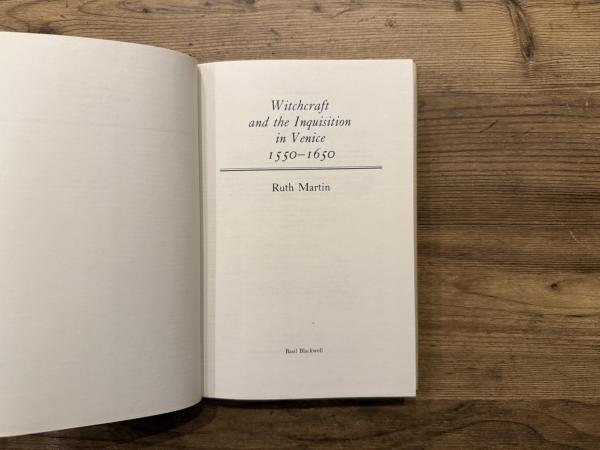 Witchcraft
and the Inquisition
in Venice
1550–1650
Ruth Martin
Basil Blackwell